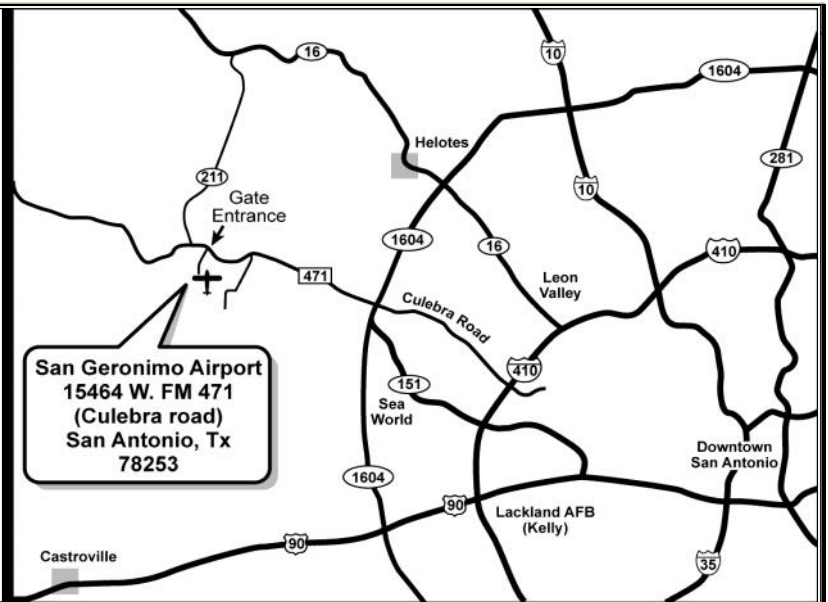 16
10
1604
Helotes
281
211
10
Gate
Entrance
1604
16
410
471
Leon
Valley
Culebra Road
San Geronimo Airport
15464 W. FM 471
(Culebra road)
San Antonio, Tx
78253
410
151
Sea
World
Downtown
San Antonio
1604
90
Lackland AFB
(Kelly)
90
Castroville
35